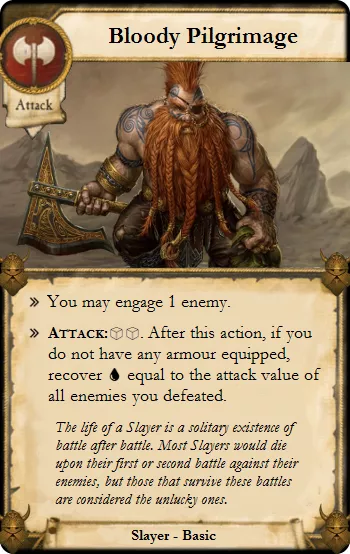 Bloody Pilgrimage
Attack
» You may engage 1 enemy.
» ATTACK: . After this action, if you
do not have any armour equipped,
recover equal to the attack value of
all enemies you defeated.
The life of a Slayer is a solitary existence of
battle after battle. Most Slayers would die
upon their first or second battle against their
enemies, but those that survive these battles
are considered the unlucky ones.
Slayer - Basic